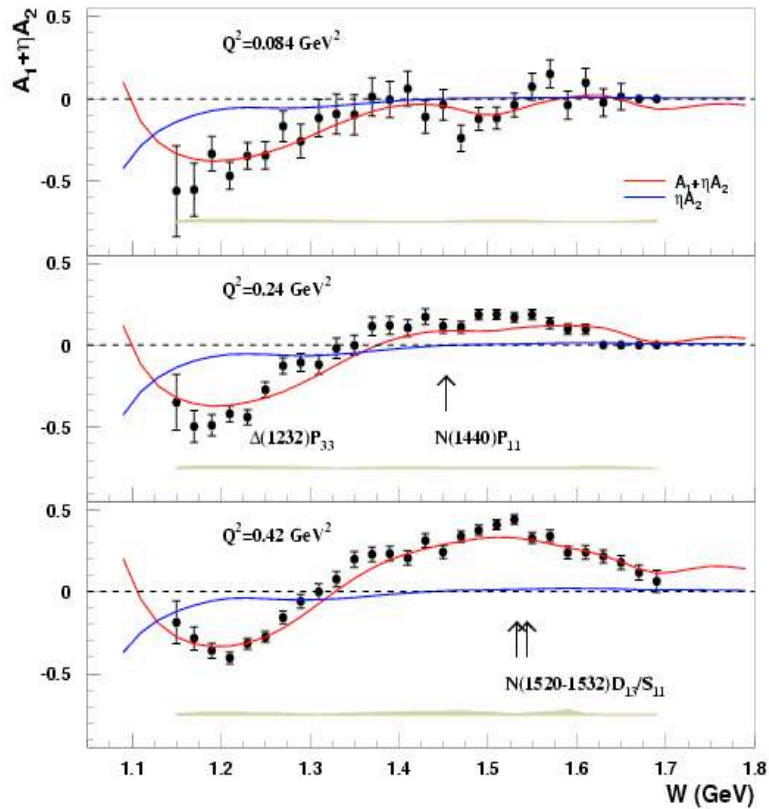 A₁+ηA₂
0.5
Q²=0.084 GeV²
0
A₁+ηA₂
ηA₂
-0.5
0.5
Q²=0.24 GeV²
0
-0.5
Δ(1232)P₃₃
N(1440)P₁₁
0.5
Q²=0.42 GeV²
0
-0.5
N(1520-1532)D₁₃/S₁₁
1.1 1.2 1.3 1.4 1.5 1.6 1.7 1.8
W (GeV)